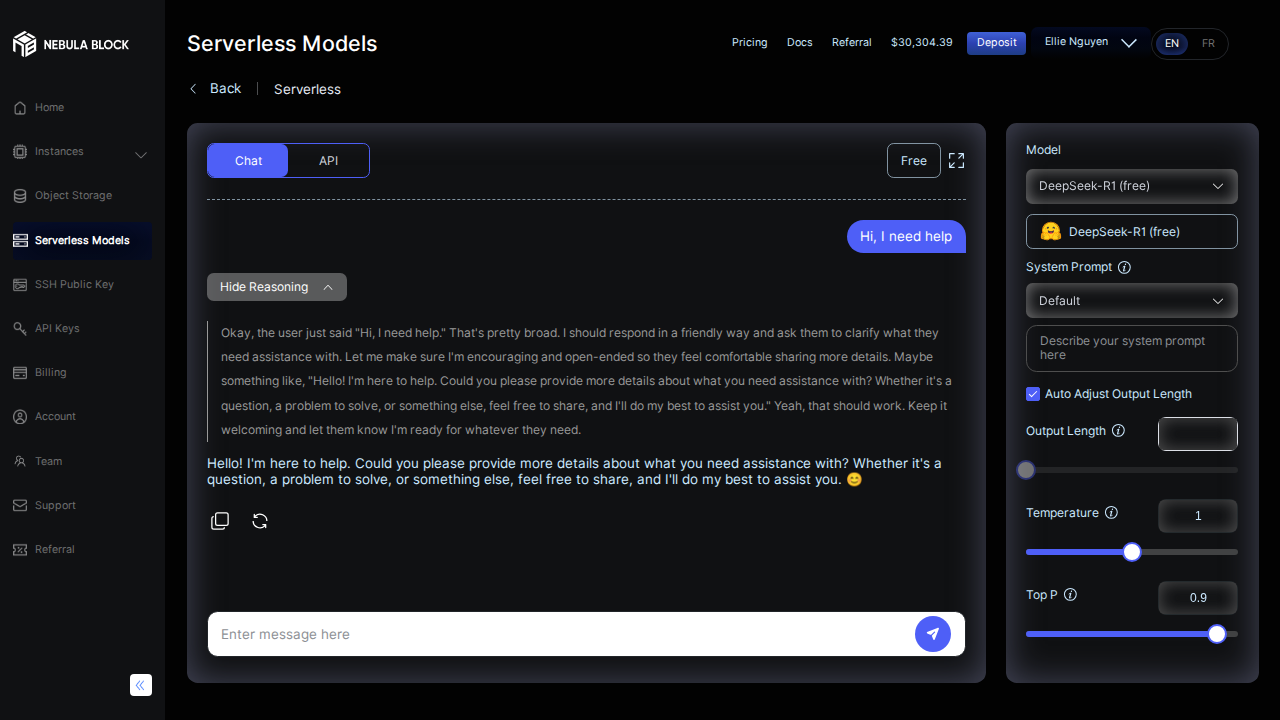 NEBULA BLOCK
Home
Instances
Object Storage
Serverless Models
SSH Public Key
API Keys
Billing
Account
Team
Support
Referral
Serverless Models
Pricing
Docs
Referral
$30,304.39
Deposit
Ellie Nguyen
EN
FR
Back
Serverless
Chat
API
Free
Hi, I need help
Hide Reasoning
Okay, the user just said "Hi, I need help." That's pretty broad. I should respond in a friendly way and ask them to clarify what they
need assistance with. Let me make sure I'm encouraging and open-ended so they feel comfortable sharing more details. Maybe
something like, "Hello! I'm here to help. Could you please provide more details about what you need assistance with? Whether it's a
question, a problem to solve, or something else, feel free to share, and I'll do my best to assist you." Yeah, that should work. Keep it
welcoming and let them know I'm ready for whatever they need.
Hello! I'm here to help. Could you please provide more details about what you need assistance with? Whether it's a
question, a problem to solve, or something else, feel free to share, and I'll do my best to assist you. 😊
Enter message here
Model
DeepSeek-R1 (free)
DeepSeek-R1 (free)
System Prompt
Default
Describe your system prompt
here
Auto Adjust Output Length
Output Length
Temperature
1
Top P
0.9